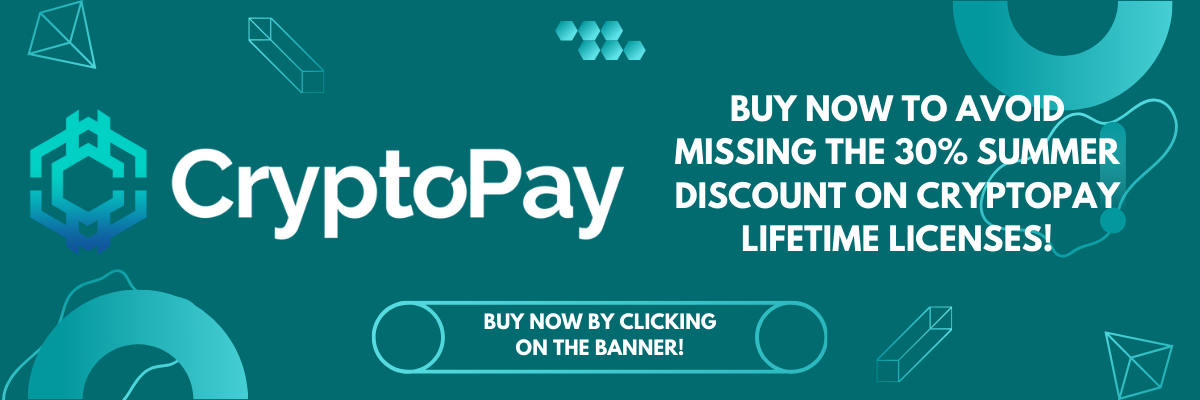 CryptoPay
BUY NOW TO AVOID
MISSING THE 30% SUMMER
DISCOUNT ON CRYPTOPAY
LIFETIME LICENSES!
BUY NOW BY CLICKING
ON THE BANNER!